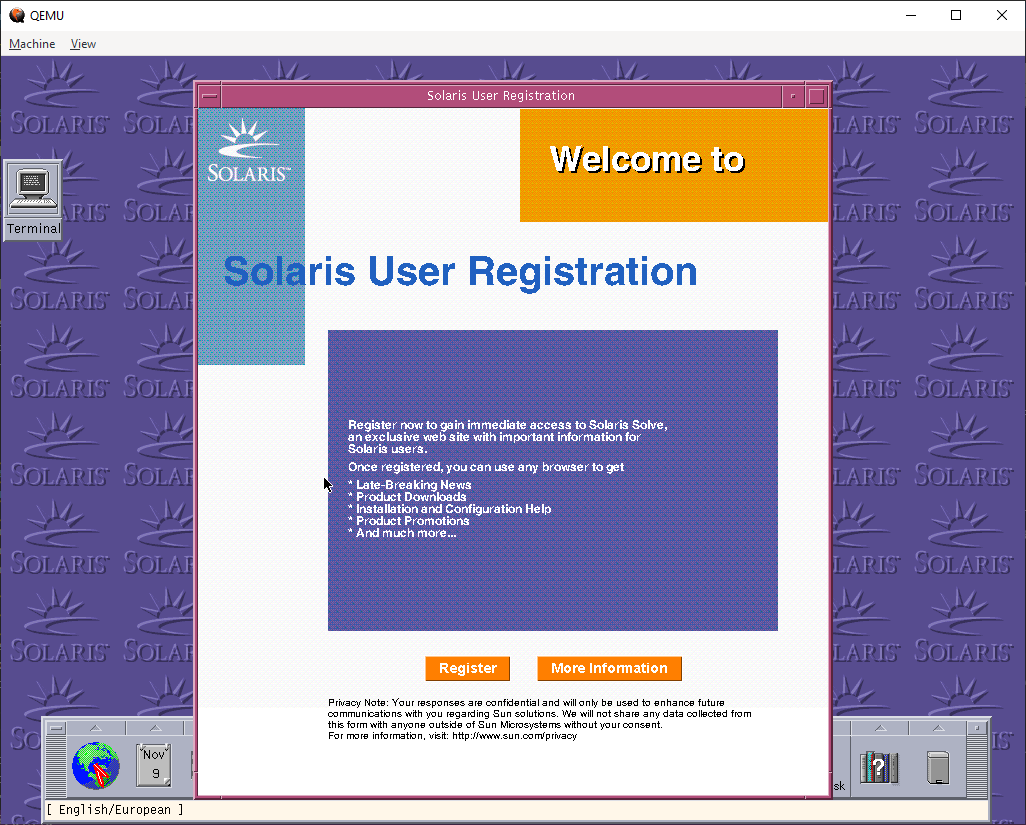 QEMU
Machine View
Solaris User Registration
SOLARIS™
Welcome to
Terminal
Solaris User Registration
Register now to gain immediate access to Solaris Solve,
an exclusive web site with important information for
Solaris users.
Once registered, you can use any browser to get
* Late-Breaking News
* Product Downloads
* Installation and Configuration Help
* Product Promotions
* And much more...
Register More Information
Privacy Note: Your responses are confidential and will only be used to enhance future
communications with you regarding Sun solutions. We will not share any data collected from
this form with anyone outside of Sun Microsystems without your consent.
For more information, visit: http://www.sun.com/privacy
Nov
9
?
sk
[ English/European ]